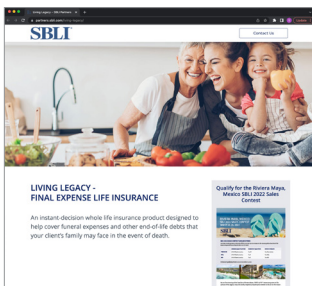 Living Legacy - SBLI Partners
partners.sbli.com/living-legacy/
SBLI
Contact Us
LIVING LEGACY -
FINAL EXPENSE LIFE INSURANCE
An instant-decision whole life insurance product designed to
help cover funeral expenses and other end-of-life debts that
your client's family may face in the event of death.
Qualify for the Riviera Maya,
Mexico SBLI 2022 Sales
Contest
SBLI